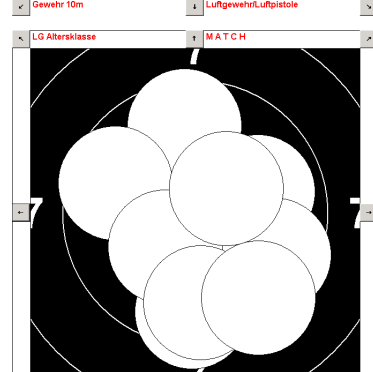 Gewehr 10m
Luftgewehr/Luftpistole
LG Altersklasse
M A T C H
7
7 7